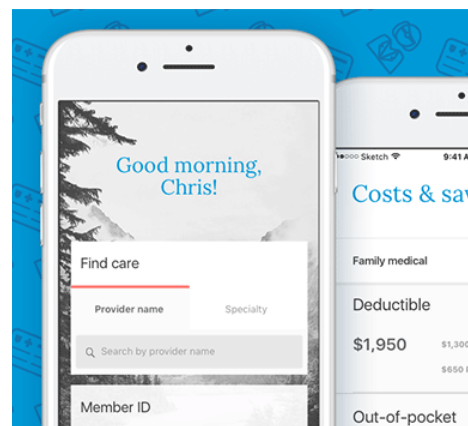 Good morning,
Chris!
Find care
Provider name
Specialty
Search by provider name
Member ID
Sketch
9:41 A
Costs & sav
Family medical
Deductible
$1,950
$1,300
$650
Out-of-pocket